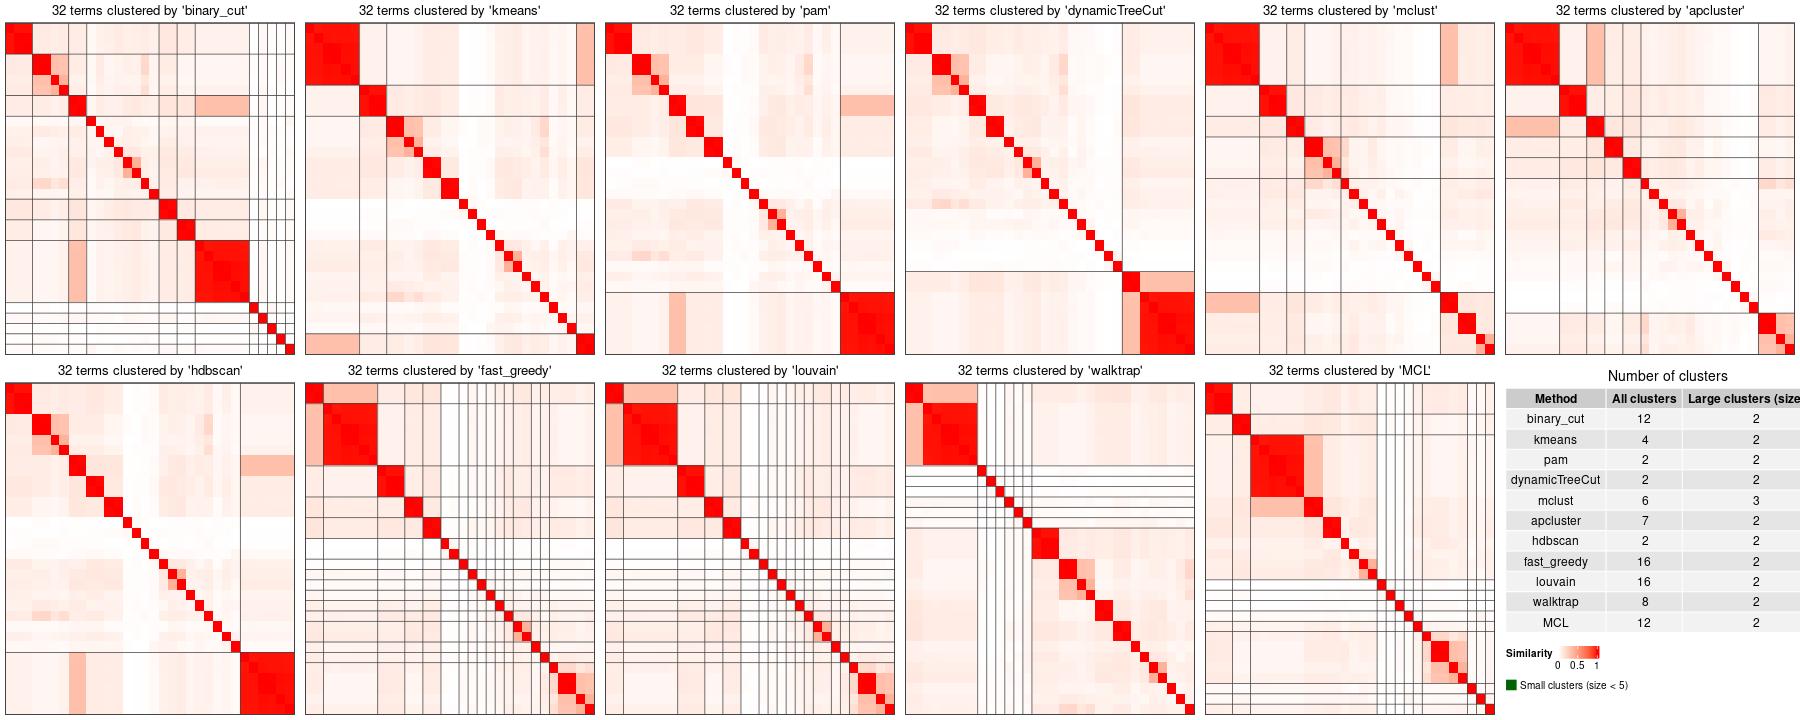 32 terms clustered by 'binary_cut'
32 terms clustered by 'kmeans'
32 terms clustered by 'pam'
32 terms clustered by 'dynamicTreeCut'
32 terms clustered by 'mclust'
32 terms clustered by 'apcluster'
32 terms clustered by 'hdbscan'
32 terms clustered by 'fast_greedy'
32 terms clustered by 'louvain'
32 terms clustered by 'walktrap'
32 terms clustered by 'MCL'
Number of clusters
Method All clusters Large clusters (size
binary_cut 12 2
kmeans 4 2
pam 2 2
dynamicTreeCut 2 2
mclust 6 3
apcluster 7 2
hdbscan 2 2
fast_greedy 16 2
louvain 16 2
walktrap 8 2
MCL 12 2
Similarity
0 0.5 1
Small clusters (size < 5)